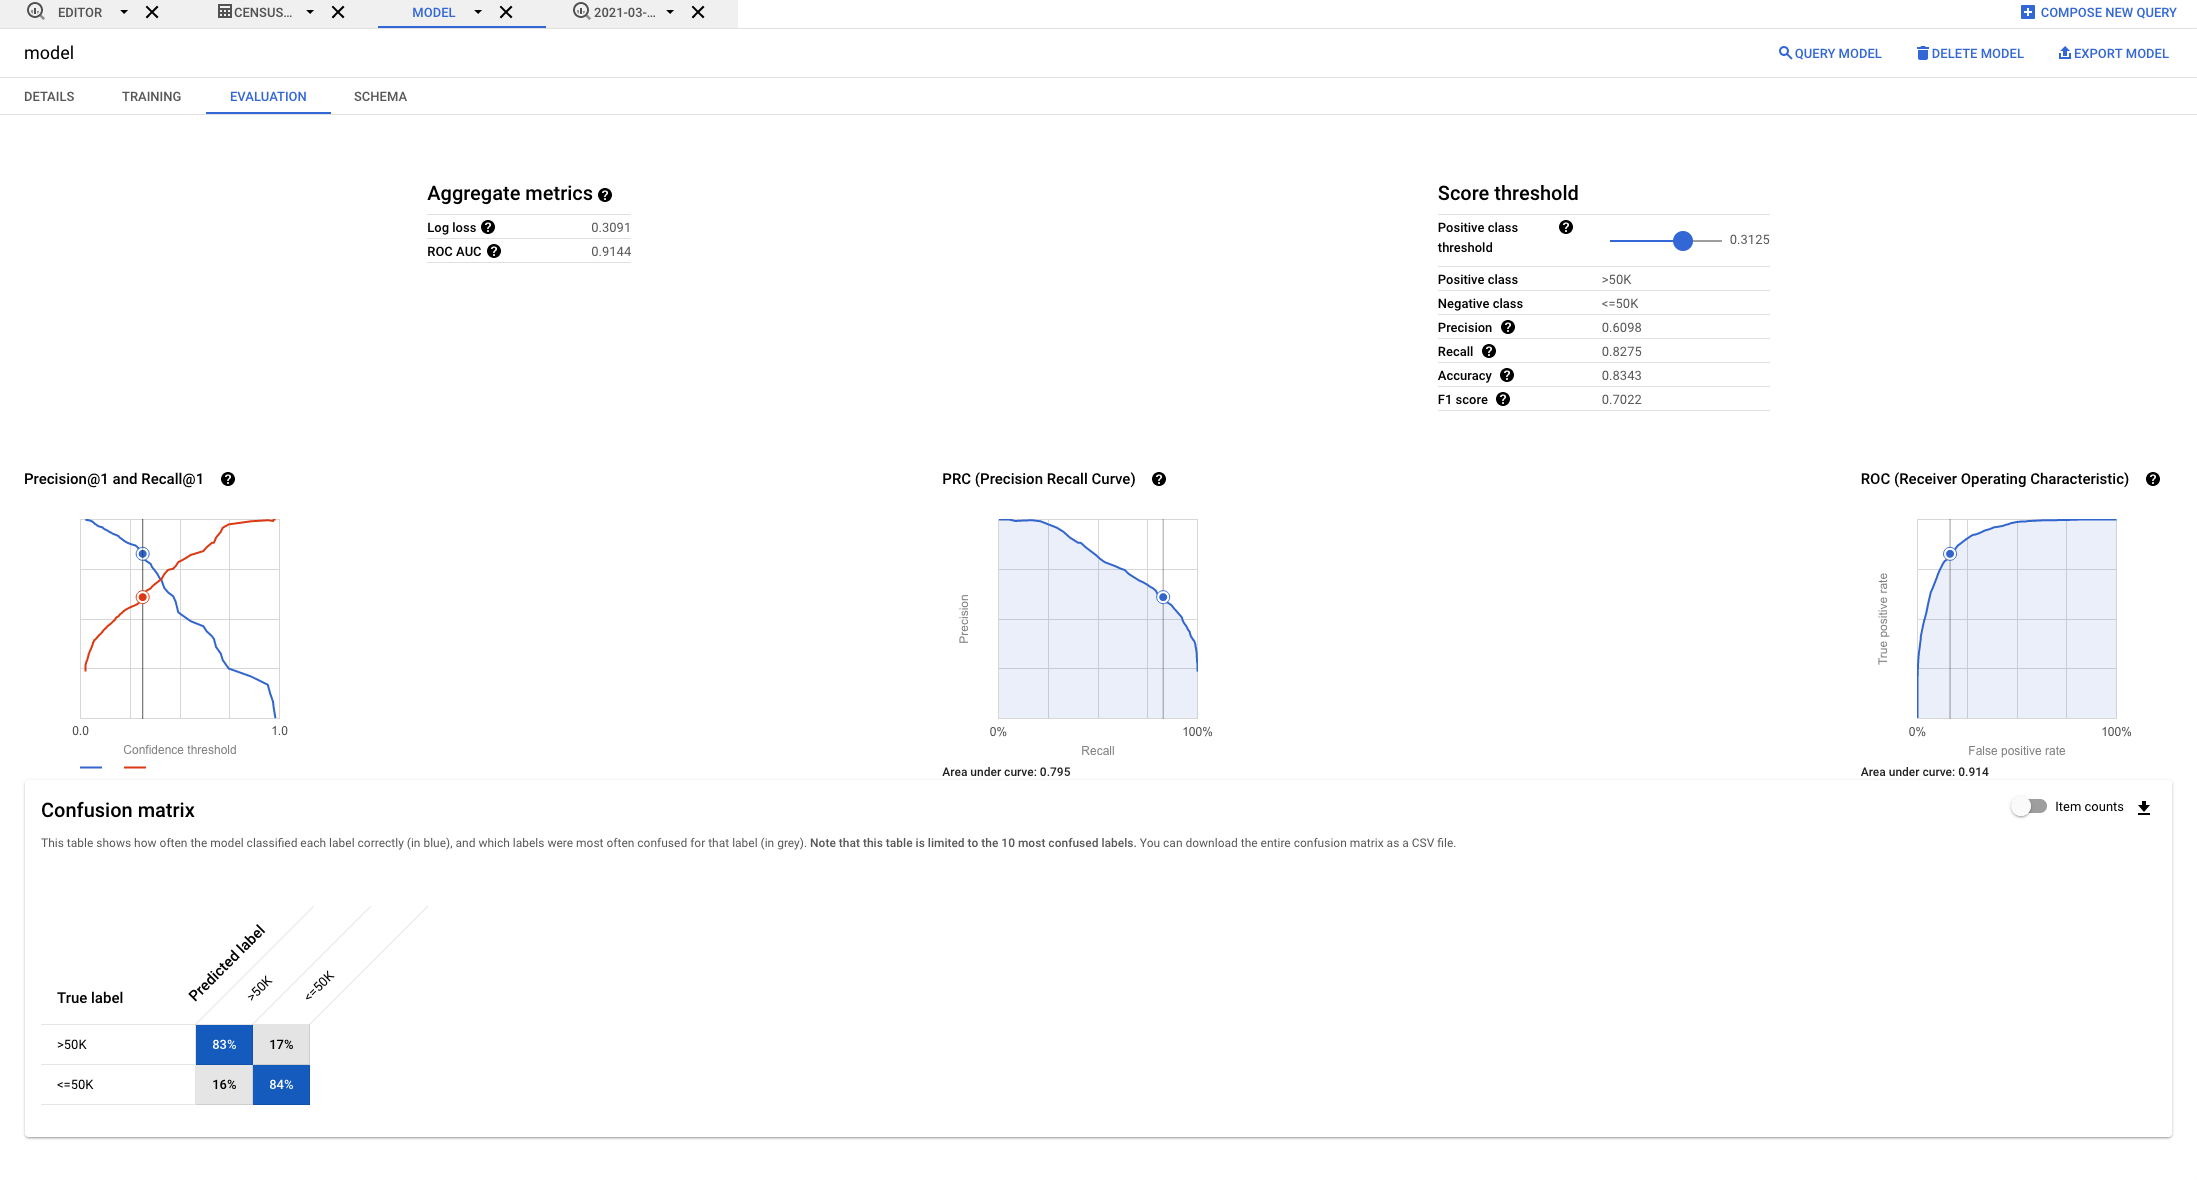 EDITOR
CENSUS...
MODEL
2021-03-...
COMPOSE NEW QUERY
model
QUERY MODEL
DELETE MODEL
EXPORT MODEL
DETAILS
TRAINING
EVALUATION
SCHEMA
Aggregate metrics
Log loss 0.3091
ROC AUC 0.9144
Score threshold
Positive class
threshold
0.3125
Positive class >50K
Negative class <=50K
Precision 0.6098
Recall 0.8275
Accuracy 0.8343
F1 score 0.7022
Precision@1 and Recall@1
0.0 1.0
Confidence threshold
PRC (Precision Recall Curve)
Precision
0% 100%
Recall
Area under curve: 0.795
ROC (Receiver Operating Characteristic)
True positive rate
0% 100%
False positive rate
Area under curve: 0.914
Confusion matrix
Item counts
This table shows how often the model classified each label correctly (in blue), and which labels were most often confused for that label (in grey). Note that this table is limited to the 10 most confused labels. You can download the entire confusion matrix as a CSV file.
True label
Predicted label
>50K
<=50K
>50K 83% 17%
<=50K 16% 84%